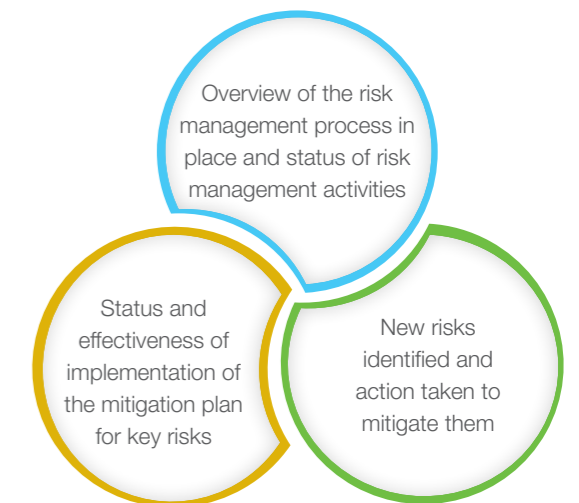 Overview of the risk
management process in
place and status of risk
management activities
Status and
effectiveness of
implementation of
the mitigation plan
for key risks
New risks
identified and
action taken to
mitigate them